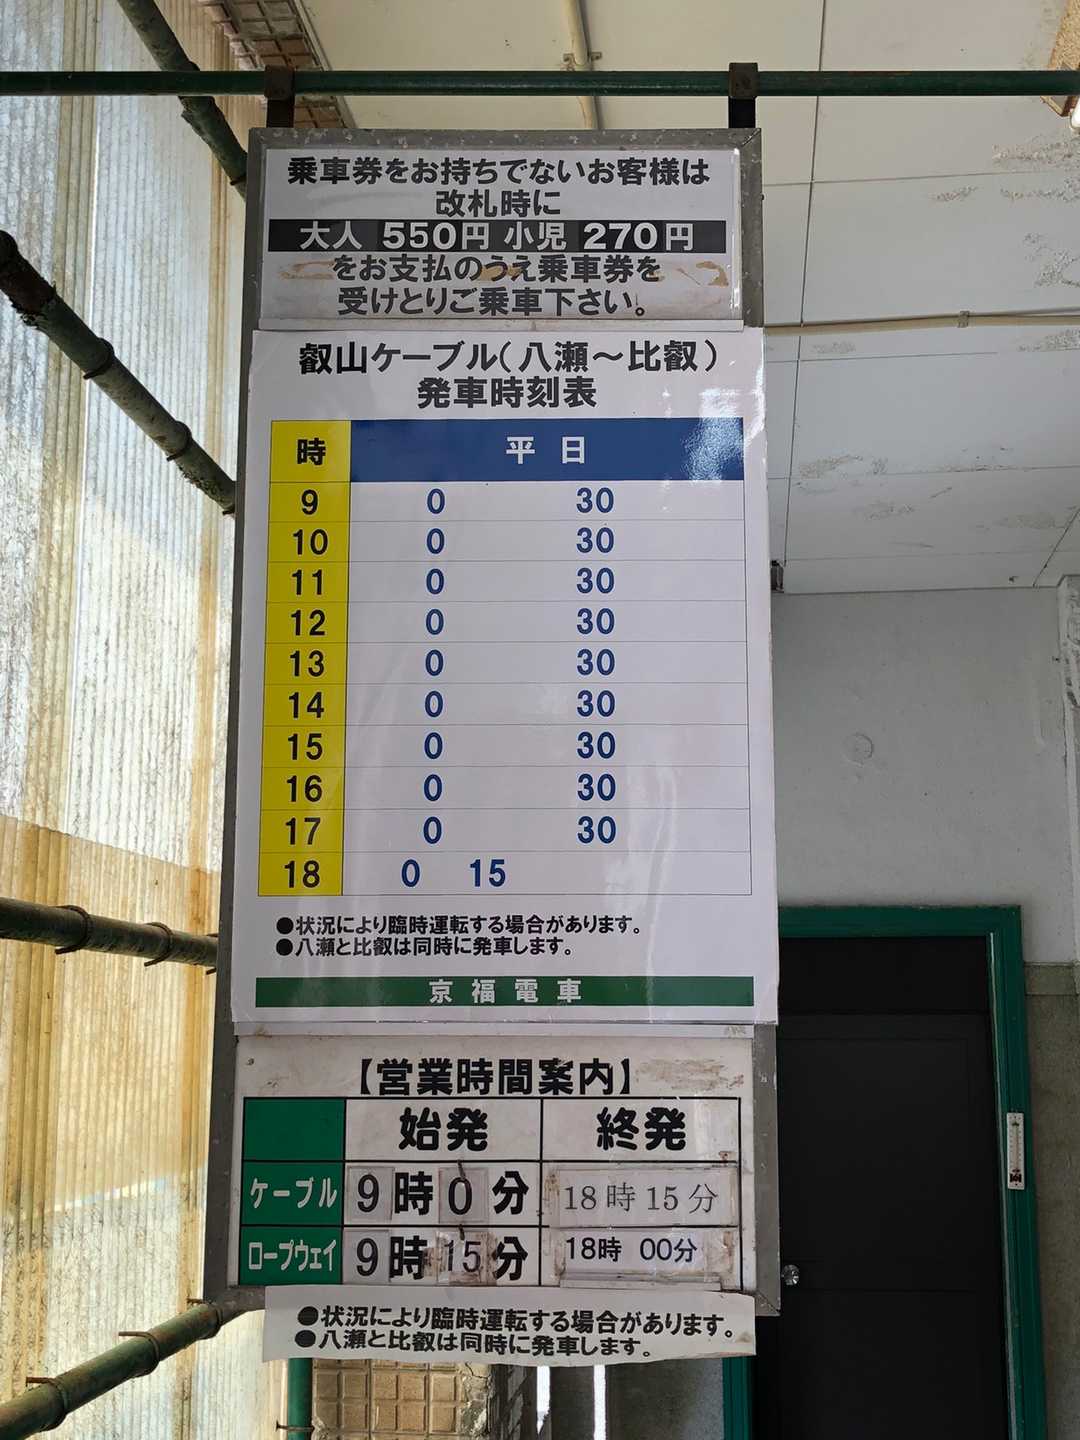 乗車券をお持ちでないお客様は
改札時に
大人 550円 小児 270円
をお支払のうえ乗車券を
受けとりご乗車下さい。
叡山ケーブル(八瀬～比叡)
発車時刻表
時 平日
9 0 30
10 0 30
11 0 30
12 0 30
13 0 30
14 0 30
15 0 30
16 0 30
17 0 30
18 0 15
●状況により臨時運転する場合があります。
●八瀬と比叡は同時に発車します。
京福電車
【営業時間案内】
始発 終発
ケーブル 9時0分 18時15分
ロープウェイ 9時15分 18時 00分
●状況により臨時運転する場合があります。
●八瀬と比叡は同時に発車します。